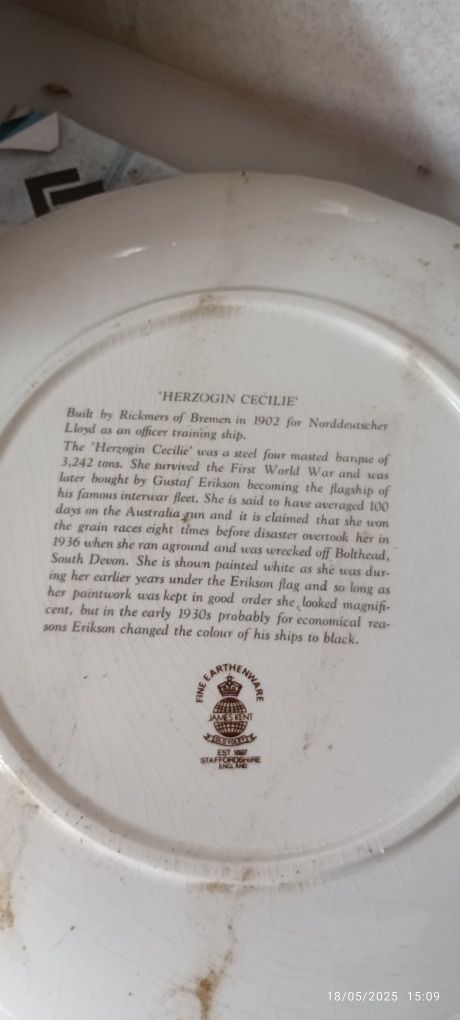 'HERZOGIN CECILIE'
Built by Rickmers of Bremen in 1902 for Norddeutscher
Lloyd as an officer training ship.
The 'Herzogin Cecilie' was a steel four masted barque of
3,242 tons. She survived the First World War and was
later bought by Gustaf Erikson becoming the flagship of
his famous interwar fleet. She is said to have averaged 100
days on the Australia run and it is claimed that she won
the grain races eight times before disaster overtook her in
1936 when she ran aground and was wrecked off Bolthead,
South Devon. She is shown painted white as she was dur-
ing her earlier years under the Erikson flag and so long as
her paintwork was kept in good order she looked magnifi-
cent, but in the early 1930s probably for economical rea-
sons Erikson changed the colour of his ships to black.
FINE EARTHENWARE
JAMES KENT
OLD FOLEY
EST 1897
STAFFORDSHIRE
ENGLAND
18/05/2025 15:09